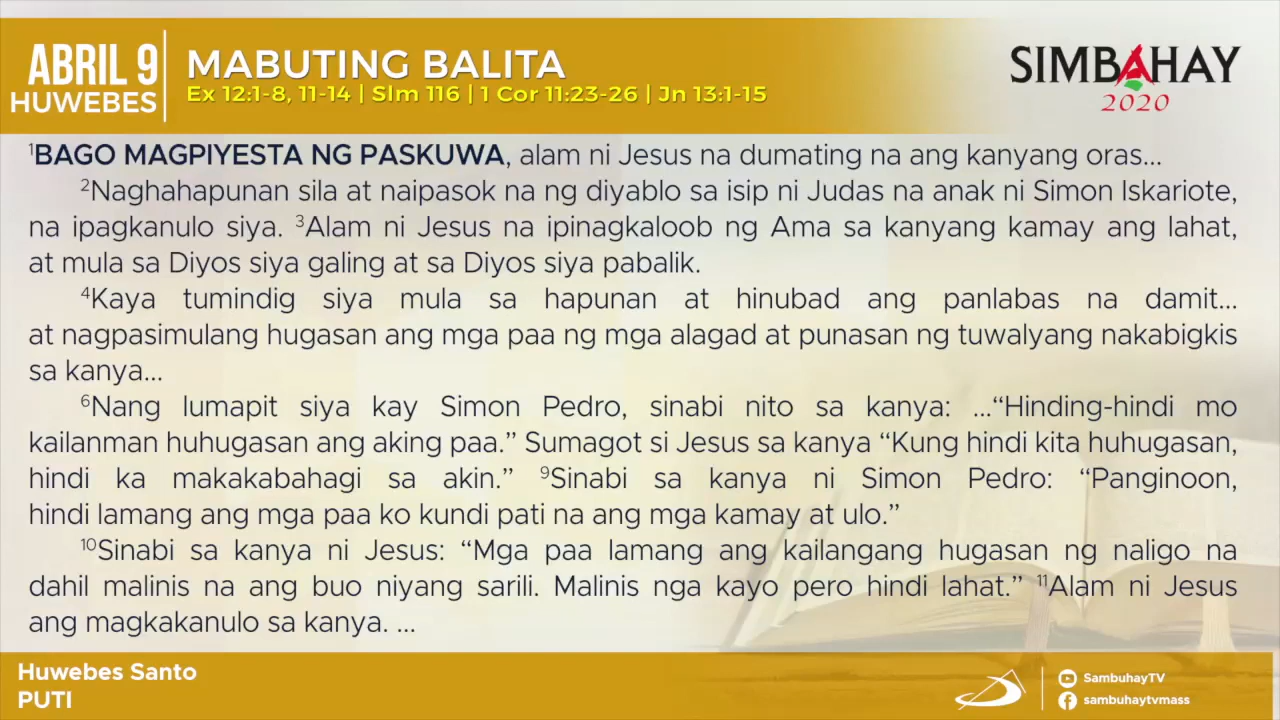 ABRIL 9
HUWEBES
MABUTING BALITA
Ex 12:1-8, 11-14 | Slm 116 | 1 Cor 11:23-26 | Jn 13:1-15
SIMBAHAY
2020
¹BAGO MAGPIYESTA NG PASKUWA, alam ni Jesus na dumating na ang kanyang oras...
²Naghahapunan sila at naipasok na ng diyablo sa isip ni Judas na anak ni Simon Iskariote,
na ipagkanulo siya. ³Alam ni Jesus na ipinagkaloob ng Ama sa kanyang kamay ang lahat,
at mula sa Diyos siya galing at sa Diyos siya pabalik.
⁴Kaya tumindig siya mula sa hapunan at hinubad ang panlabas na damit...
at nagpasimulang hugasan ang mga paa ng mga alagad at punasan ng tuwalyang nakabigkis
sa kanya...
⁶Nang lumapit siya kay Simon Pedro, sinabi nito sa kanya: ...“Hinding-hindi mo
kailanman huhugasan ang aking paa.” Sumagot si Jesus sa kanya “Kung hindi kita huhugasan,
hindi ka makakabahagi sa akin.” ⁹Sinabi sa kanya ni Simon Pedro: “Panginoon,
hindi lamang ang mga paa ko kundi pati na ang mga kamay at ulo.”
¹⁰Sinabi sa kanya ni Jesus: “Mga paa lamang ang kailangang hugasan ng naligo na
dahil malinis na ang buo niyang sarili. Malinis nga kayo pero hindi lahat.” ¹¹Alam ni Jesus
ang magkakanulo sa kanya. ...
Huwebes Santo
PUTI
SambuhayTV
sambuhaytvmass